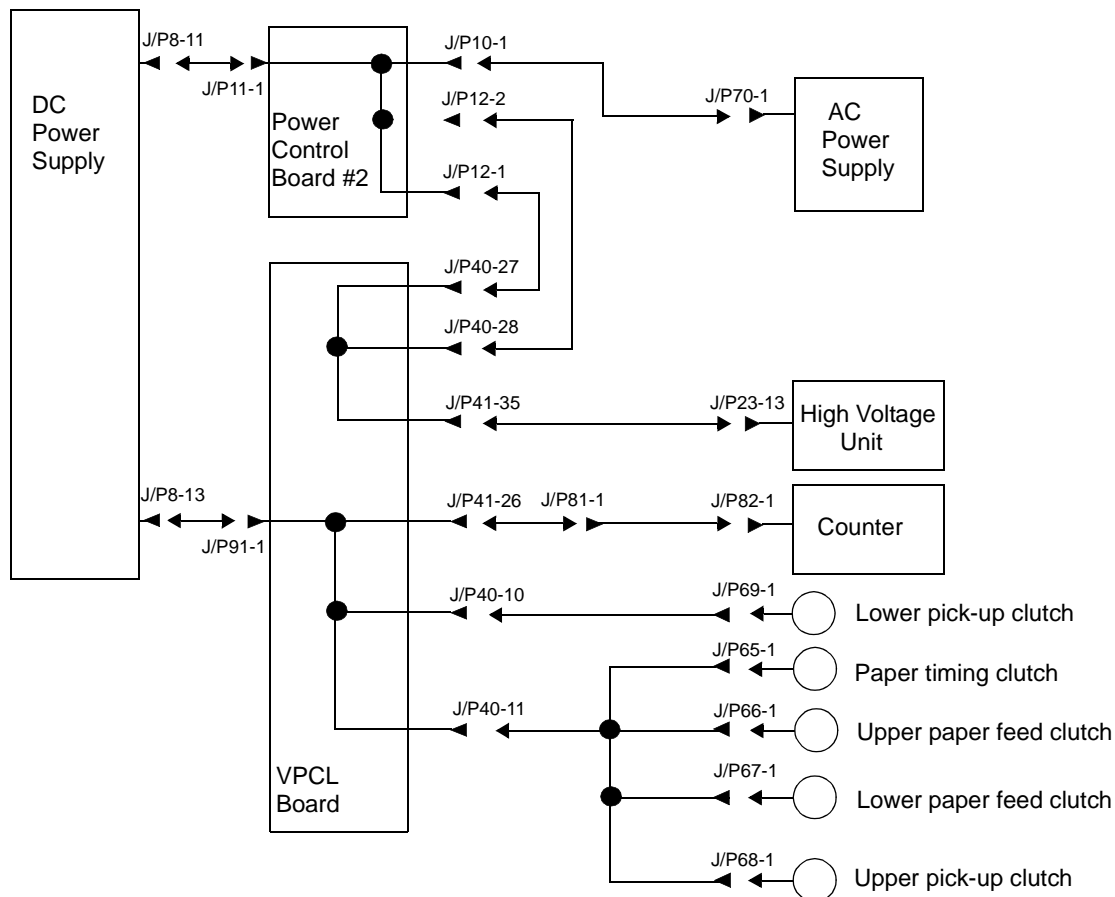 J/P8-11
J/P10-1
J/P11-1
J/P70-1
DC
Power
Supply
Power
Control
Board #2
J/P12-2
J/P12-1
AC
Power
Supply
J/P40-27
J/P40-28
J/P41-35
J/P23-13
High Voltage
Unit
J/P8-13
J/P91-1
J/P41-26
J/P81-1
J/P82-1
Counter
J/P40-10
J/P69-1
Lower pick-up clutch
J/P65-1
Paper timing clutch
J/P40-11
J/P66-1
Upper paper feed clutch
J/P67-1
Lower paper feed clutch
VPCL
Board
J/P68-1
Upper pick-up clutch